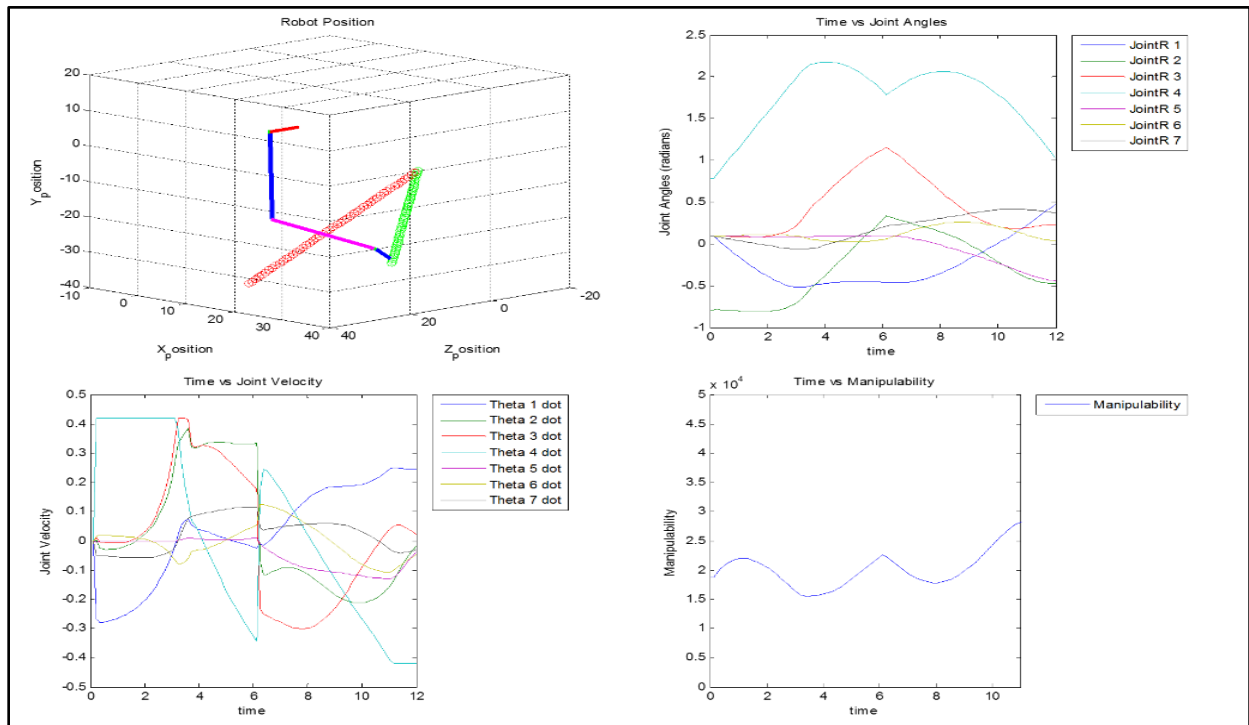 Robot Position
20
10
0
-10
-20
-30
-40
Y_position
-10
0
10
20
30
40
X_position
40
20
0
-20
Z_position
Time vs Joint Angles
2.5
2
1.5
1
0.5
0
-0.5
-1
Joint Angles (radians)
0 2 4 6 8 10 12
time
JointR 1
JointR 2
JointR 3
JointR 4
JointR 5
JointR 6
JointR 7
Time vs Joint Velocity
0.5
0.4
0.3
0.2
0.1
0
-0.1
-0.2
-0.3
-0.4
-0.5
Joint Velocity
0 2 4 6 8 10 12
time
Theta 1 dot
Theta 2 dot
Theta 3 dot
Theta 4 dot
Theta 5 dot
Theta 6 dot
Theta 7 dot
Time vs Manipulability
x 10⁴
5
4.5
4
3.5
3
2.5
2
1.5
1
0.5
0
Manipulability
0 2 4 6 8 10
time
Manipulability